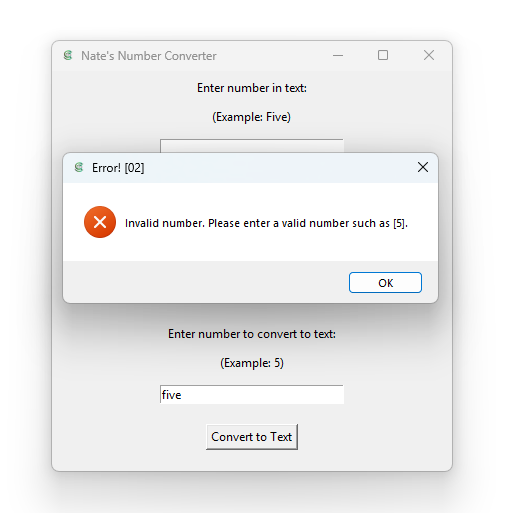 Nate's Number Converter
Enter number in text:
(Example: Five)
Error! [02]
Invalid number. Please enter a valid number such as [5].
OK
Enter number to convert to text:
(Example: 5)
five
Convert to Text